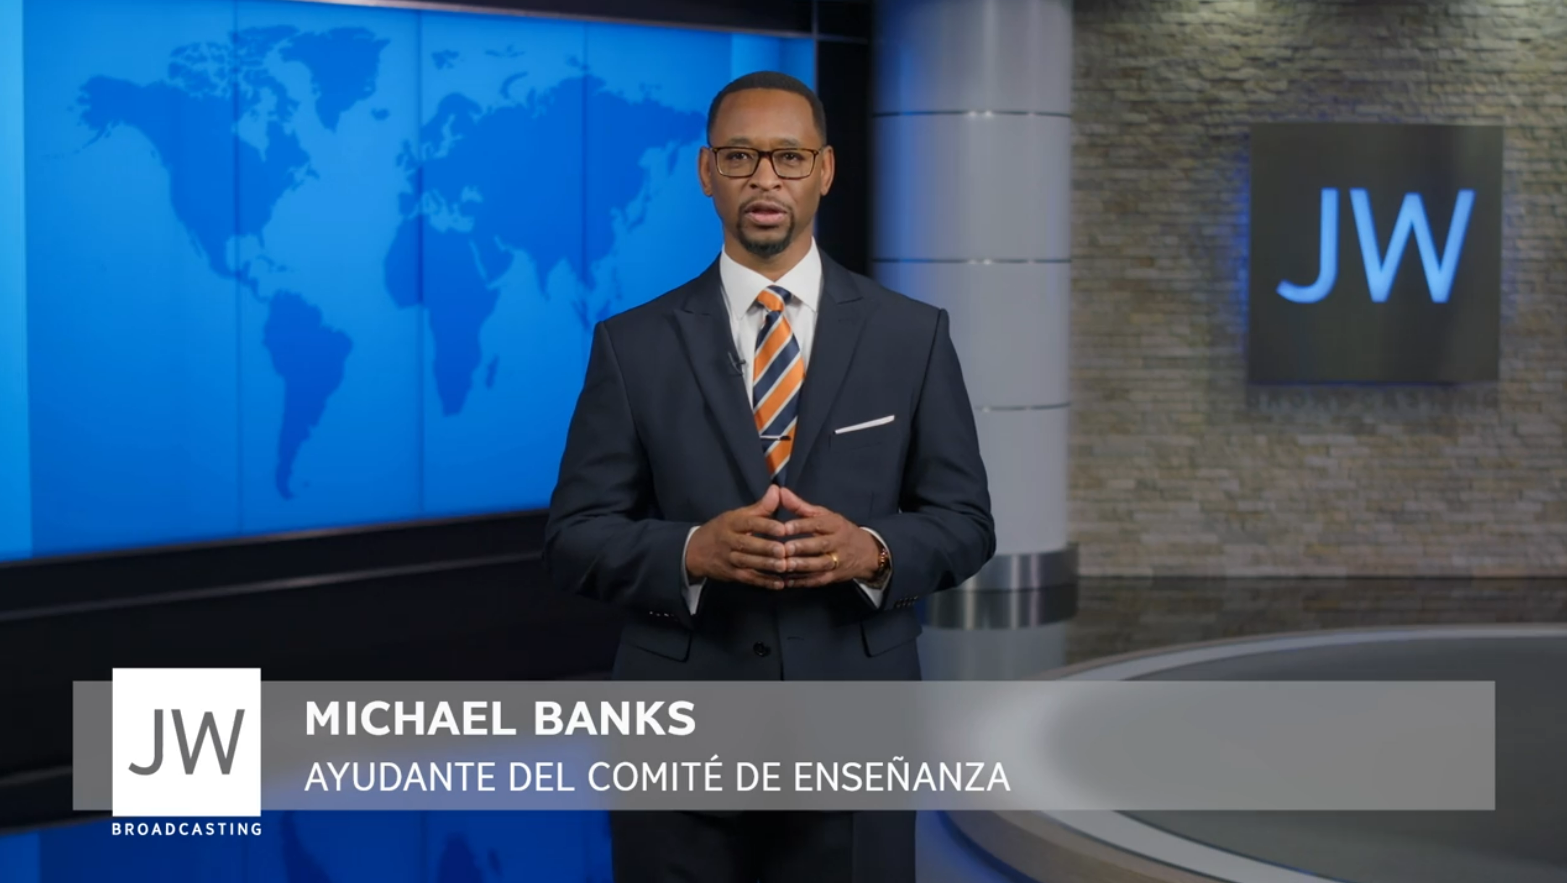 JW
JW
BROADCASTING
MICHAEL BANKS
AYUDANTE DEL COMITÉ DE ENSEÑANZA